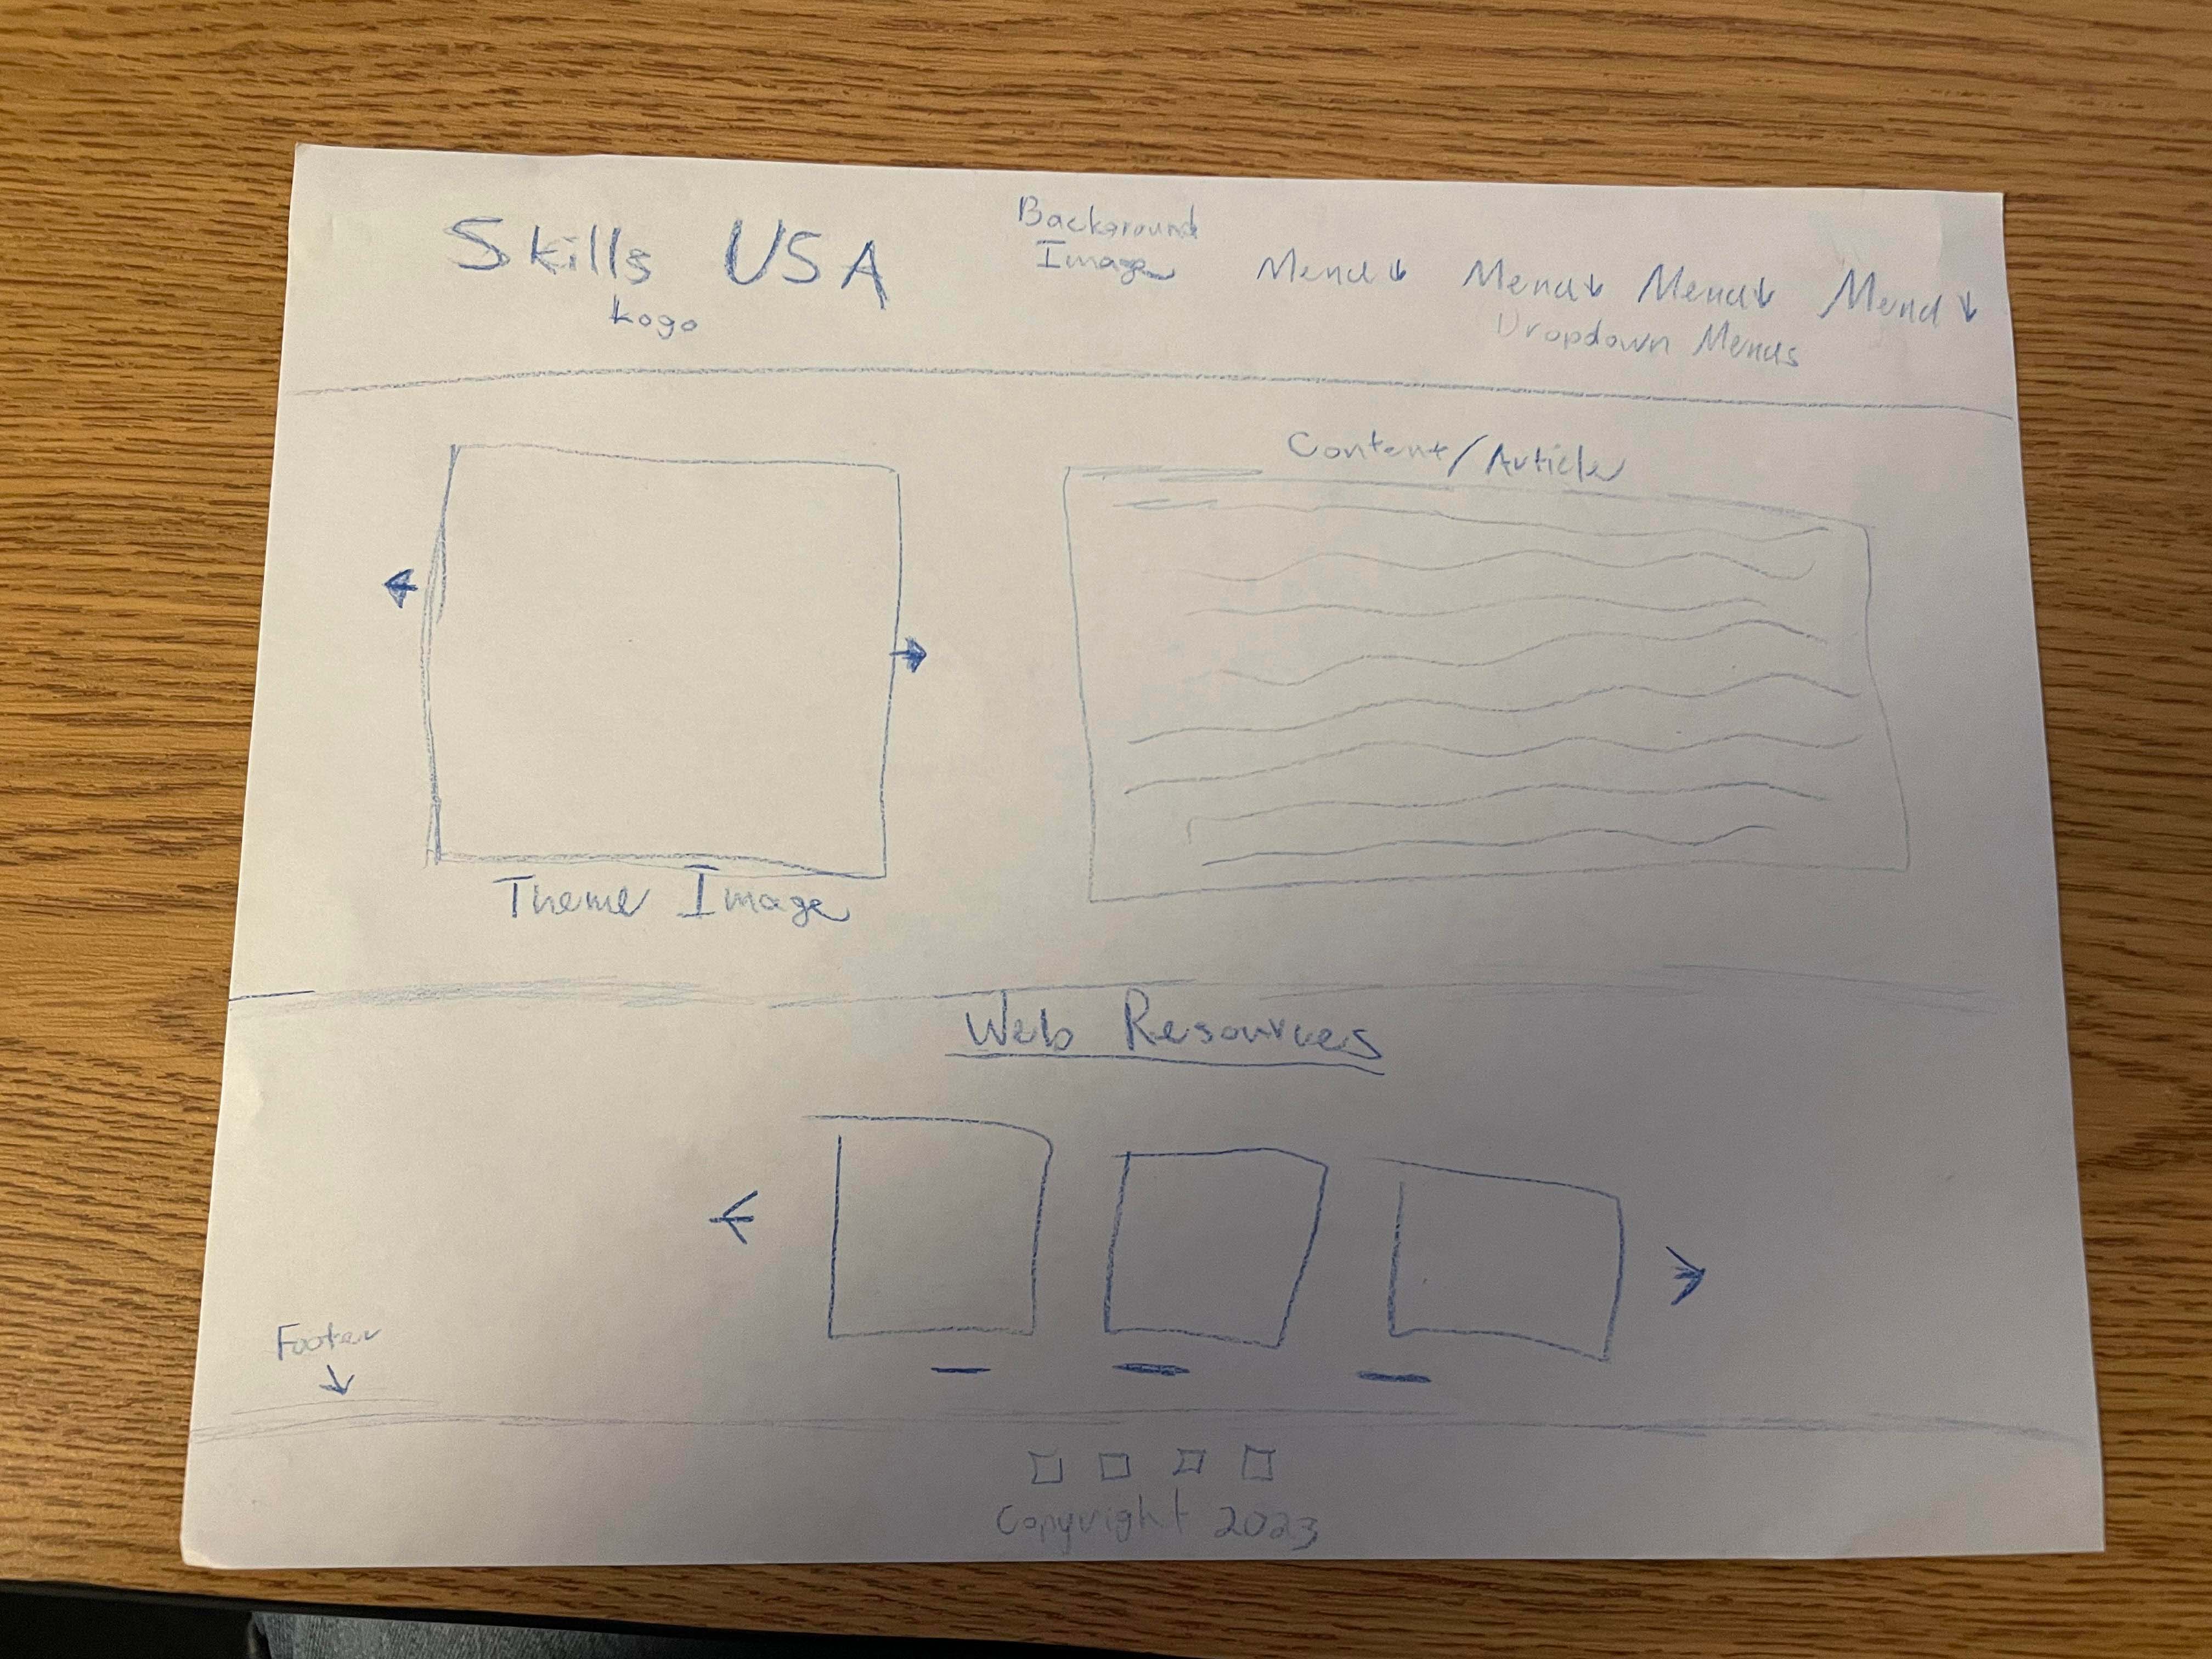 Skills USA
Logo
Background
Image
Menu Menu Menu Menu
Dropdown Menus
Content/Article
Theme Image
Web Resources
Footer
Copyright 2023